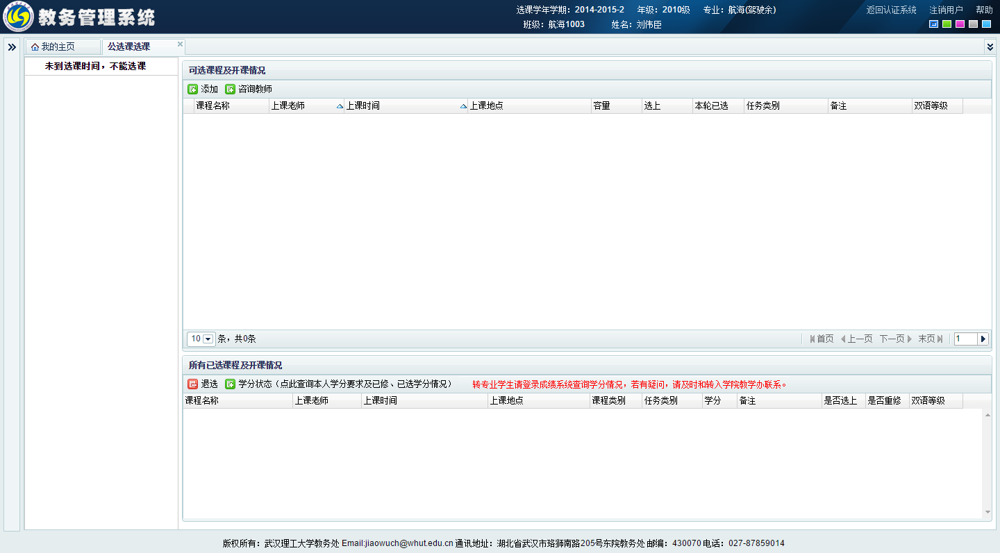 教务管理系统
选课学年学期：2014-2015-2 年级：2010级 专业：航海(驾驶余)
班级：航海1003 姓名：刘伟臣
返回认证系统 注销用户 帮助
我的主页 公选课选课
未到选课时间，不能选课
可选课程及开课情况
添加 咨询教师
课程名称 上课老师 上课时间 上课地点 容量 选上 本轮已选 任务类别 备注 双语等级
10 条，共0条 首页 上一页 下一页 末页 1
所有已选课程及开课情况
退选 学分状态（点此查询本人学分要求及已修、已选学分情况） 转专业学生请登录成绩系统查询学分情况，若有疑问，请及时和转入学院教学办联系。
课程名称 上课老师 上课时间 上课地点 课程类别 任务类别 学分 备注 是否选上 是否重修 双语等级
版权所有：武汉理工大学教务处 Email:jiaowuch@whut.edu.cn 通讯地址：湖北省武汉市珞狮南路205号东院教务处 邮编：430070 电话：027-87859014